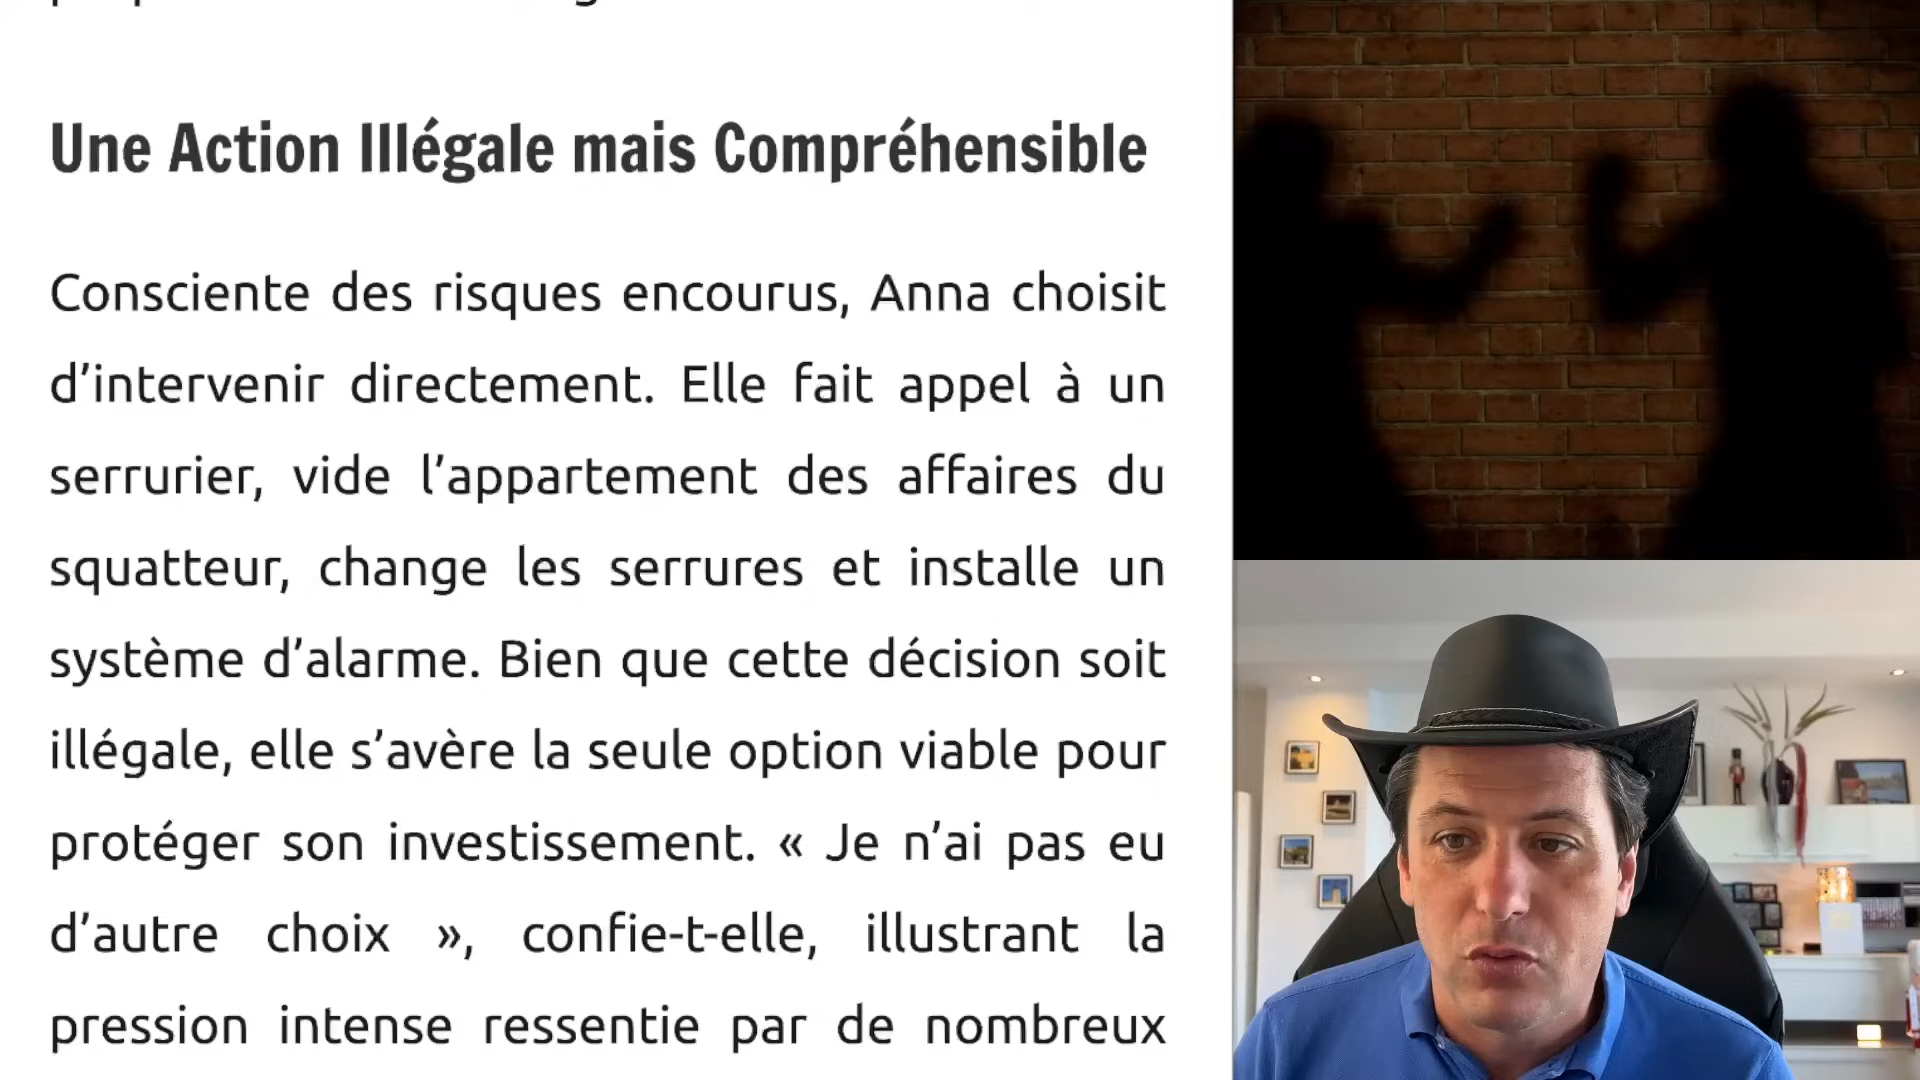 Une Action Illégale mais Compréhensible
Consciente des risques encourus, Anna choisit
d’intervenir directement. Elle fait appel à un
serrurier, vide l’appartement des affaires du
squatteur, change les serrures et installe un
système d’alarme. Bien que cette décision soit
illégale, elle s’avère la seule option viable pour
protéger son investissement. « Je n’ai pas eu
d’autre choix », confie-t-elle, illustrant la
pression intense ressentie par de nombreux